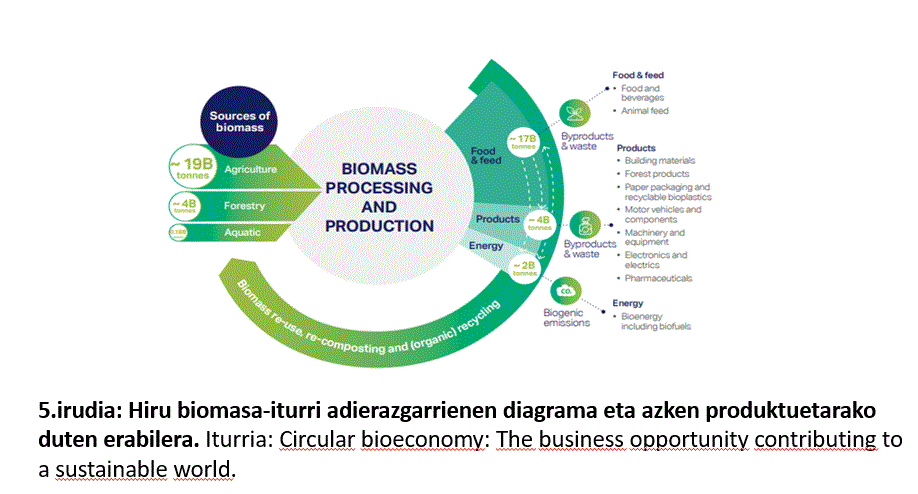 Sources of
biomass
~ 19B
tonnes
Agriculture
~ 4B
tonnes
Forestry
Aquatic
BIOMASS
PROCESSING
AND
PRODUCTION
Food
& feed
~ 17B
tonnes
Products
~ 4B
tonnes
Energy
~ 2B
tonnes
Biomass re-use, re-composting and (organic) recycling
Byproducts
& waste
Byproducts
& waste
CO₂
Biogenic
emissions
Food & feed
• Food and
beverages
• Animal feed
Products
• Building materials
• Forest products
• Paper packaging and
recyclable bioplastics
• Motor vehicles and
components
• Machinery and
equipment
• Electronics and
electrics
• Pharmaceuticals
Energy
• Bioenergy
including biofuels
5.irudia: Hiru biomasa-iturri adierazgarrienen diagrama eta azken produktuetarako
duten erabilera. Iturria: Circular bioeconomy: The business opportunity contributing to
a sustainable world.